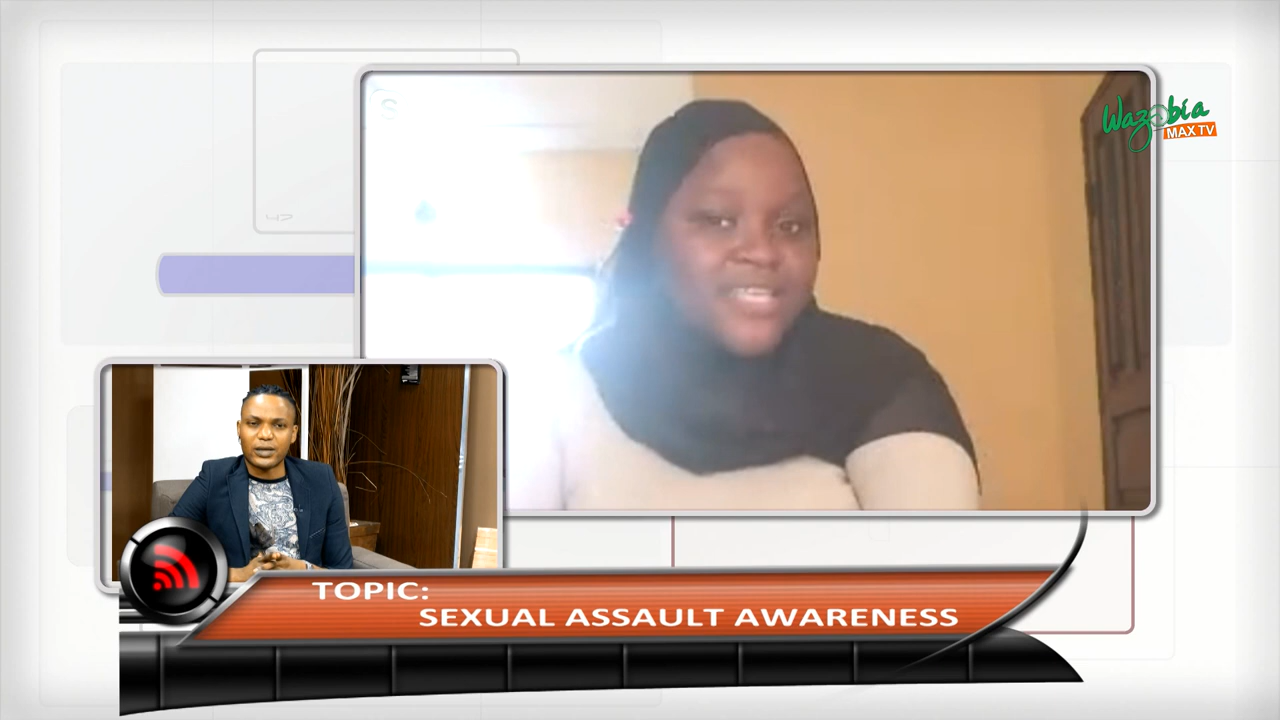 Wazobia
MAX TV
S
TOPIC:
SEXUAL ASSAULT AWARENESS